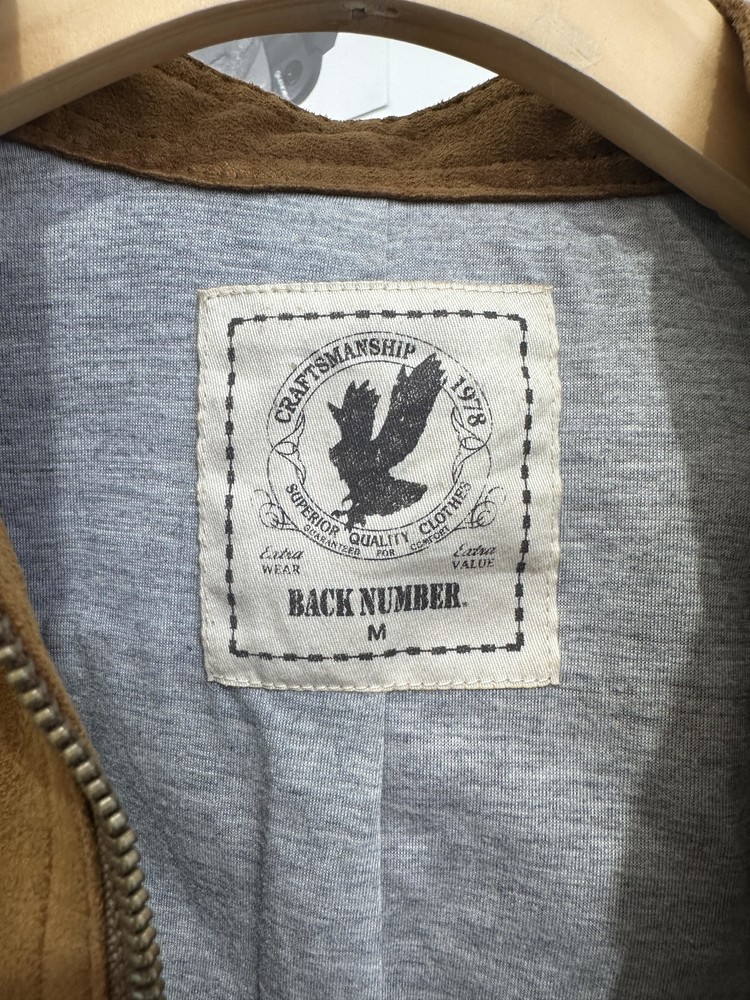 CRAFTSMANSHiP 1978
SUPERIOR QUALITY CLOTHES
GUARANTEED FOR COMFORT
Extra WEAR
Extra VALUE
BACK NUMBER
M